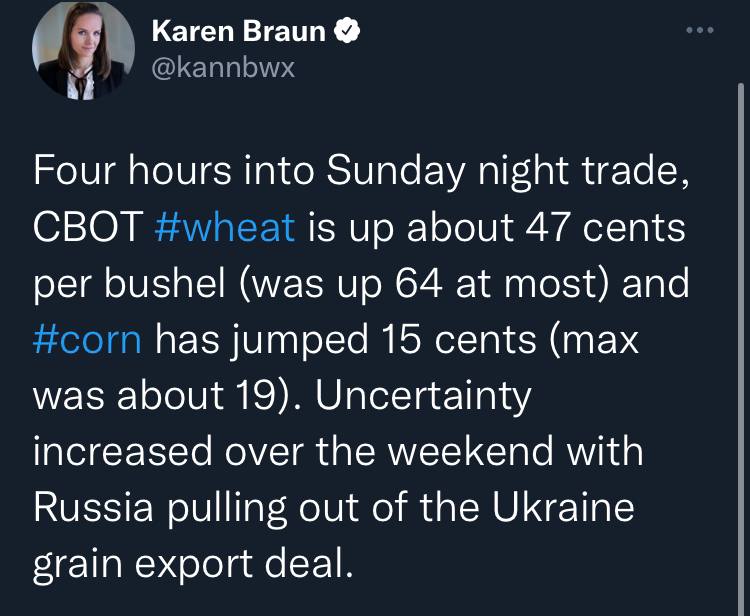 Karen Braun
@kannbwx
Four hours into Sunday night trade,
CBOT #wheat is up about 47 cents
per bushel (was up 64 at most) and
#corn has jumped 15 cents (max
was about 19). Uncertainty
increased over the weekend with
Russia pulling out of the Ukraine
grain export deal.